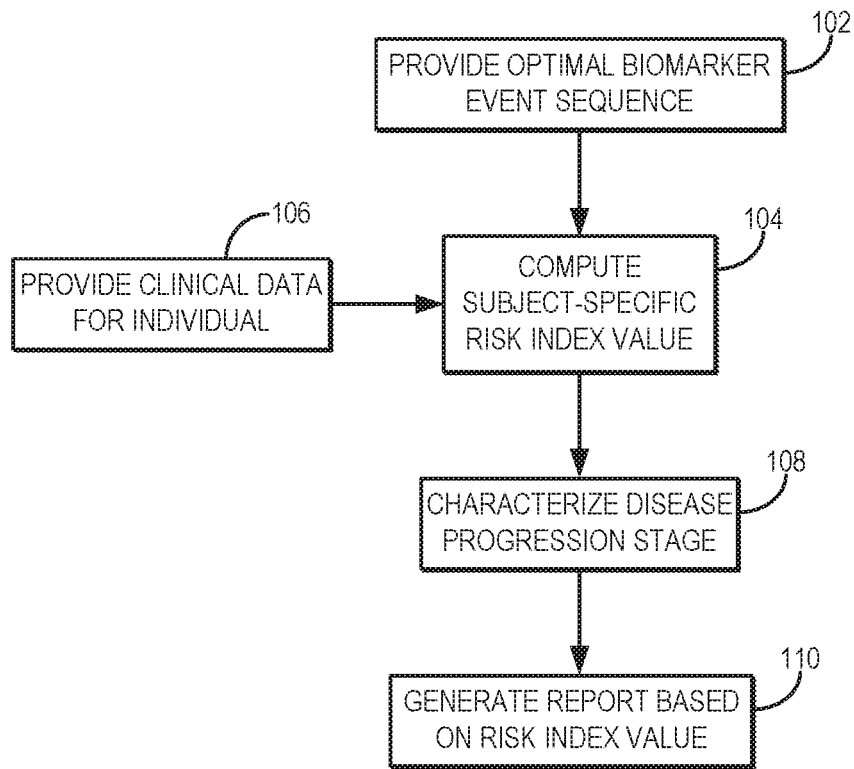 102
PROVIDE OPTIMAL BIOMARKER
EVENT SEQUENCE
106
PROVIDE CLINICAL DATA
FOR INDIVIDUAL
104
COMPUTE
SUBJECT-SPECIFIC
RISK INDEX VALUE
108
CHARACTERIZE DISEASE
PROGRESSION STAGE
110
GENERATE REPORT BASED
ON RISK INDEX VALUE